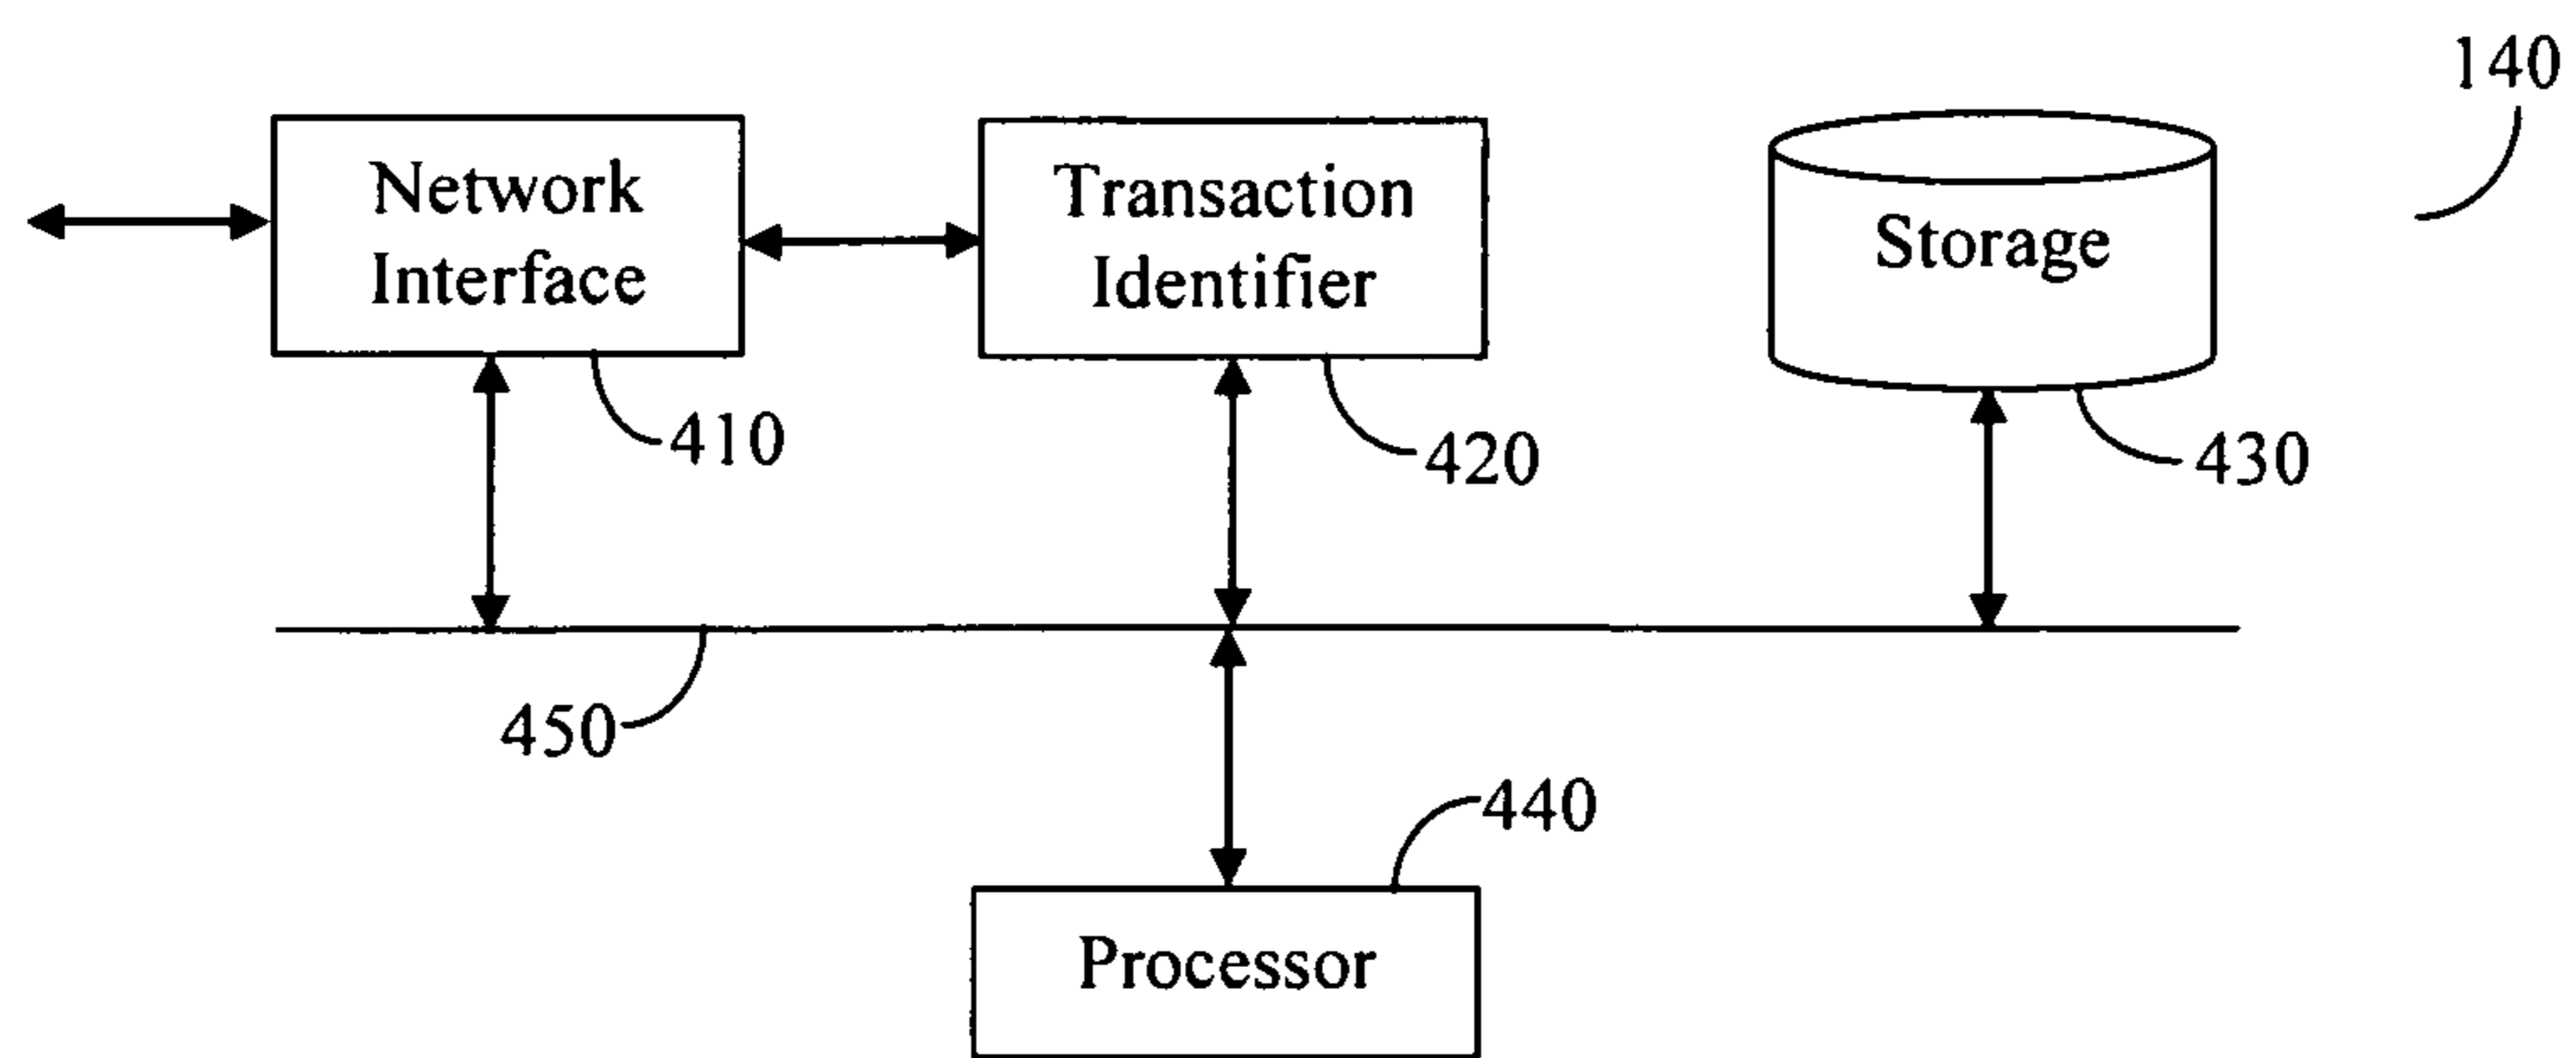 140
Network
Interface
Transaction
Identifier
Storage
410
420
430
450
440
Processor